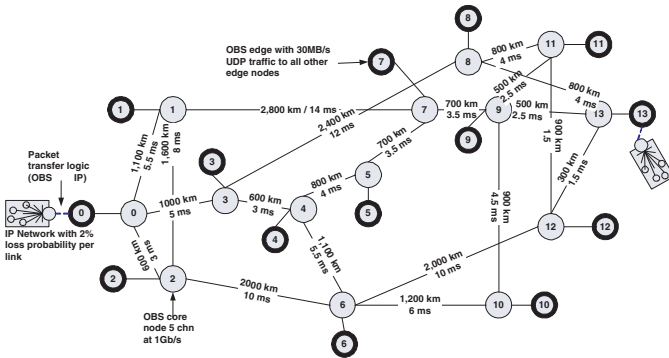 8
OBS edge with 30MB/s
UDP traffic to all other
edge nodes
7
800 km
4 ms
11
11
8
500 km
2.5 ms
800 km
4 ms
1
1
2,800 km / 14 ms
2,400 km
12 ms
7
700 km
3.5 ms
9
500 km
2.5 ms
13
13
1,100 km
5.5 ms
1,600 km
8 ms
3
700 km
3.5 ms
9
900 km
1.5
300 km
1.5 ms
Packet
transfer logic
(OBS IP)
5
800 km
4 ms
900 km
4.5 ms
0
0
1000 km
5 ms
3
600 km
3 ms
4
5
IP Network with 2%
loss probability per
link
600 km
3 ms
4
1,100 km
5.5 ms
12
12
2
2
2000 km
10 ms
2,000 km
10 ms
6
1,200 km
6 ms
10
10
OBS core
node 5 chn
at 1Gb/s
6